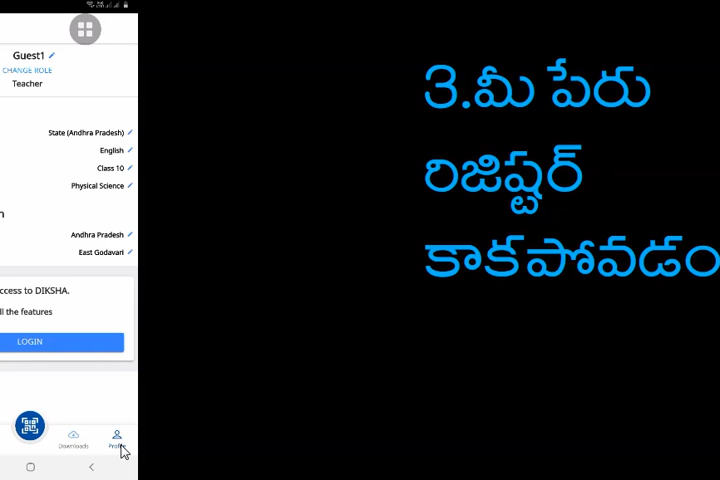 Guest1
CHANGE ROLE
Teacher
State (Andhra Pradesh)
English
Class 10
Physical Science
n
Andhra Pradesh
East Godavari
ccess to DIKSHA.
ll the features
LOGIN
Downloads
3.మీ పేరు
రిజిష్టర్
కాకపోవడం